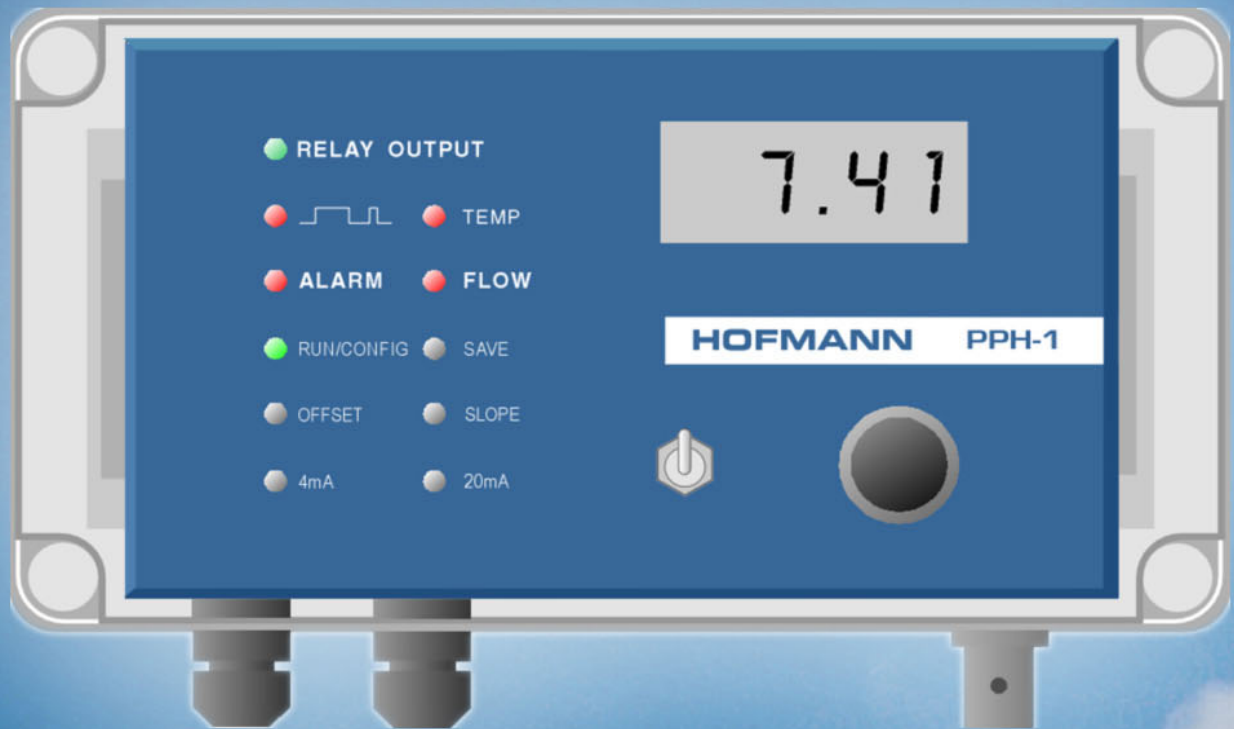 RELAY OUTPUT
7.41
TEMP
ALARM FLOW
HOFMANN PPH-1
RUN/CONFIG SAVE
OFFSET SLOPE
4mA 20mA